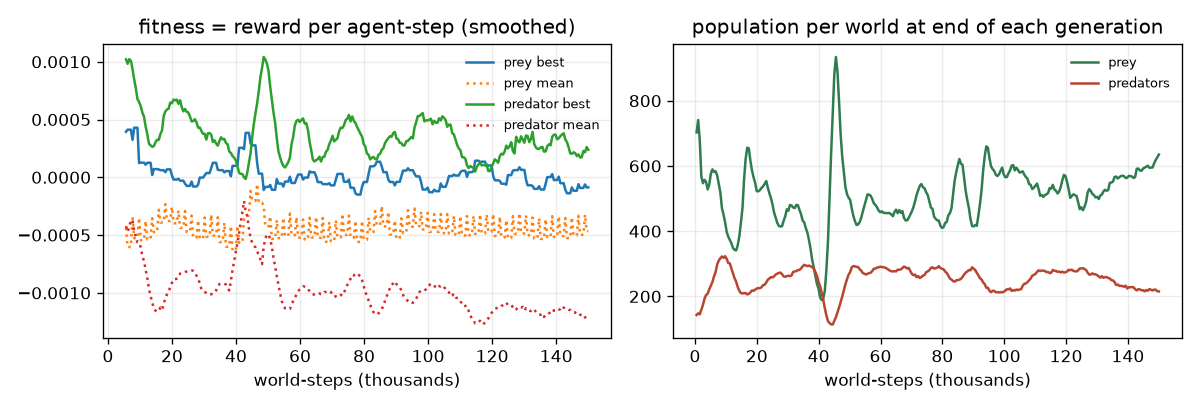 fitness = reward per agent-step (smoothed)
0.0010
0.0005
0.0000
−0.0005
−0.0010
0 20 40 60 80 100 120 140
world-steps (thousands)
prey best
prey mean
predator best
predator mean
population per world at end of each generation
800
600
400
200
0 20 40 60 80 100 120 140
world-steps (thousands)
prey
predators